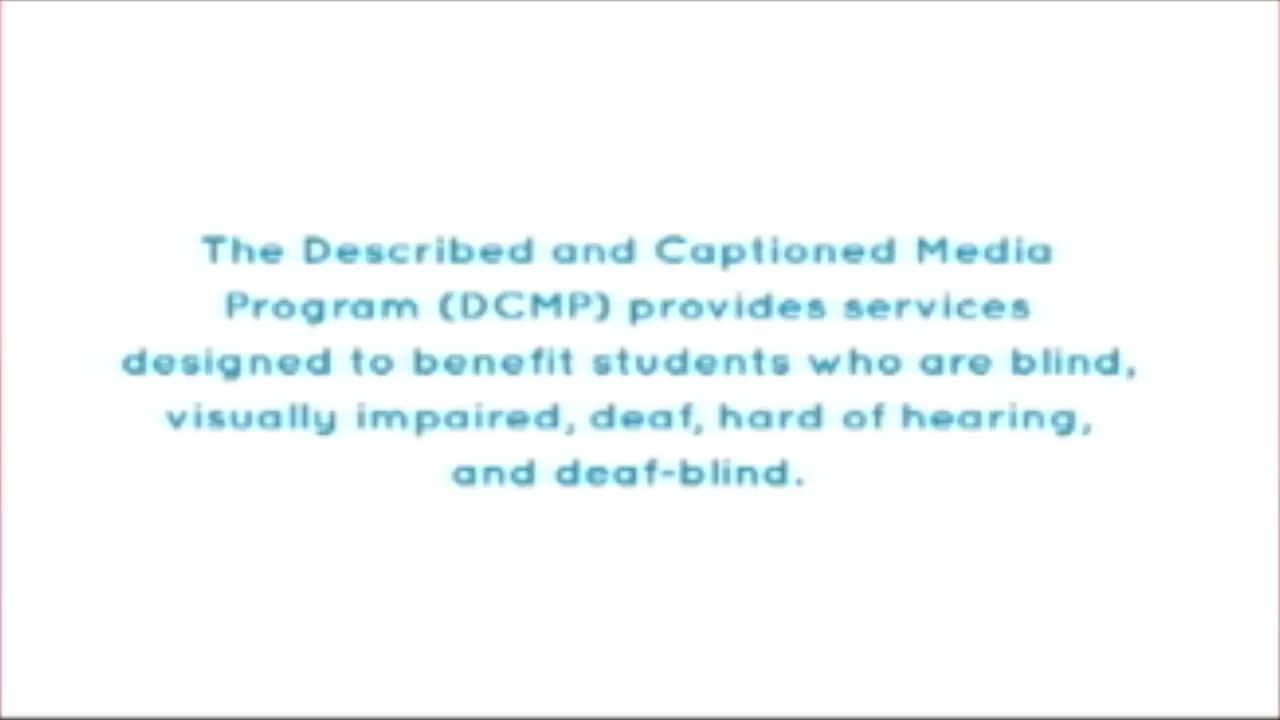 The Described and Captioned Media
Program (DCMP) provides services
designed to benefit students who are blind,
visually impaired, deaf, hard of hearing,
and deaf-blind.